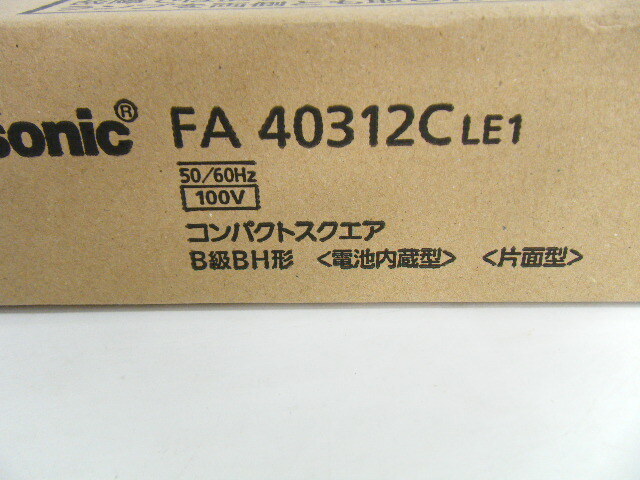 sonic® FA 40312C LE1
50/60Hz
100V
コンパクトスクエア
B級BH形 <電池内蔵型> <片面型>